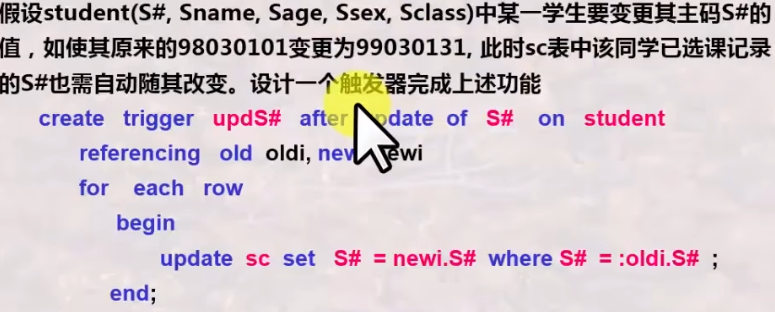 假设student(S#, Sname, Sage, Ssex, Sclass)中某一学生要变更其主码S#的
值，如使其原来的98030101变更为99030131, 此时sc表中该同学已选课记录
的S#也需自动随其改变。设计一个触发器完成上述功能
create trigger updS# after update of S# on student
referencing old oldi, new newi
for each row
begin
update sc set S# = newi.S# where S# = :oldi.S# ;
end;